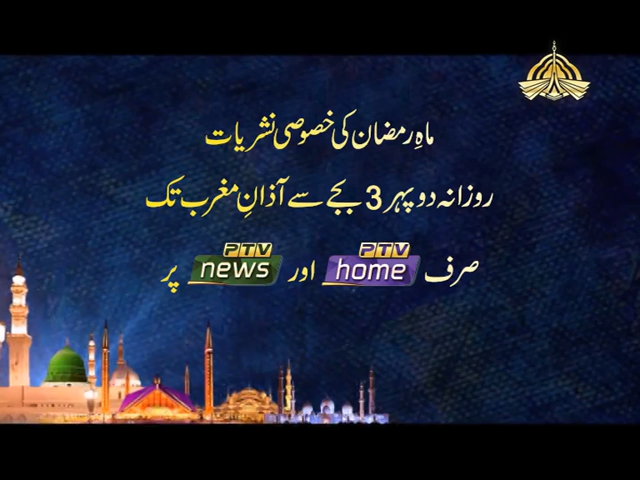 ماہِ رمضان کی خصوصی نشریات
روزانہ دوپہر 3 بجے سے آذانِ مغرب تک
صرف PTV home اور PTV news پر